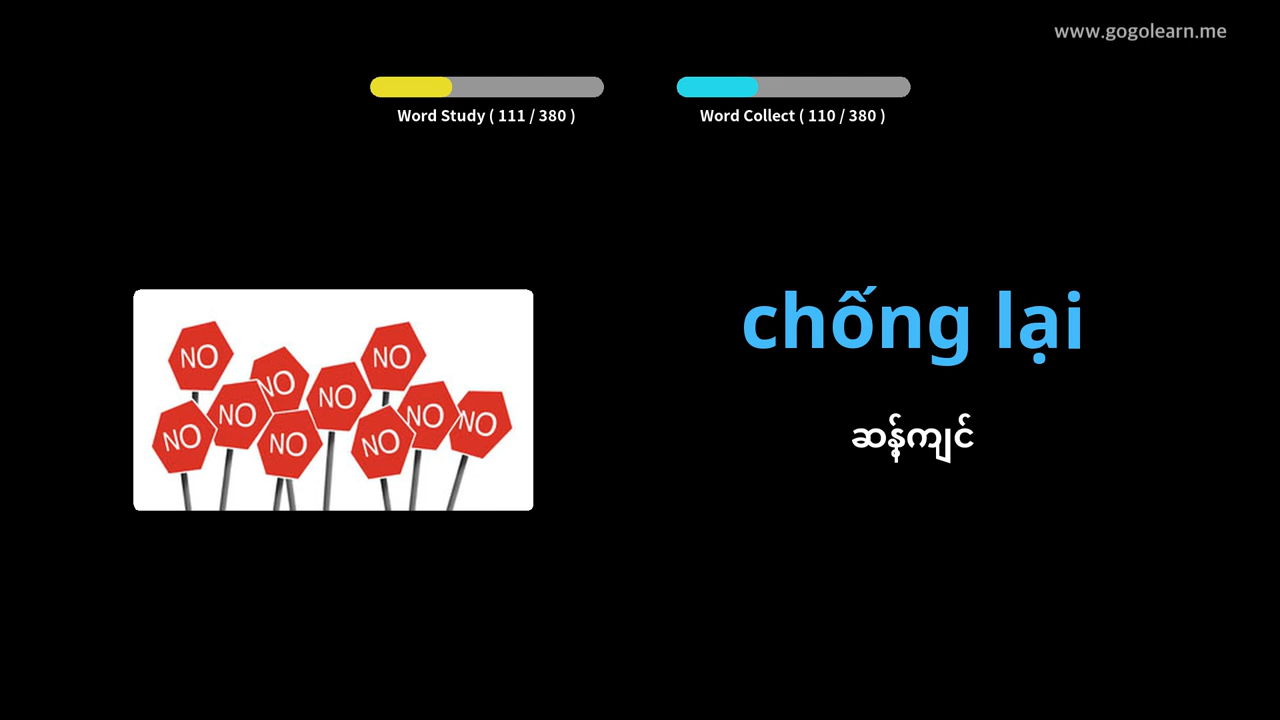 www.gogolearn.me
Word Study ( 111 / 380 )
Word Collect ( 110 / 380 )
chống lại
ဆန့်ကျင်
NO
NO
NO
NO
NO
NO
NO
NO
NO
NO